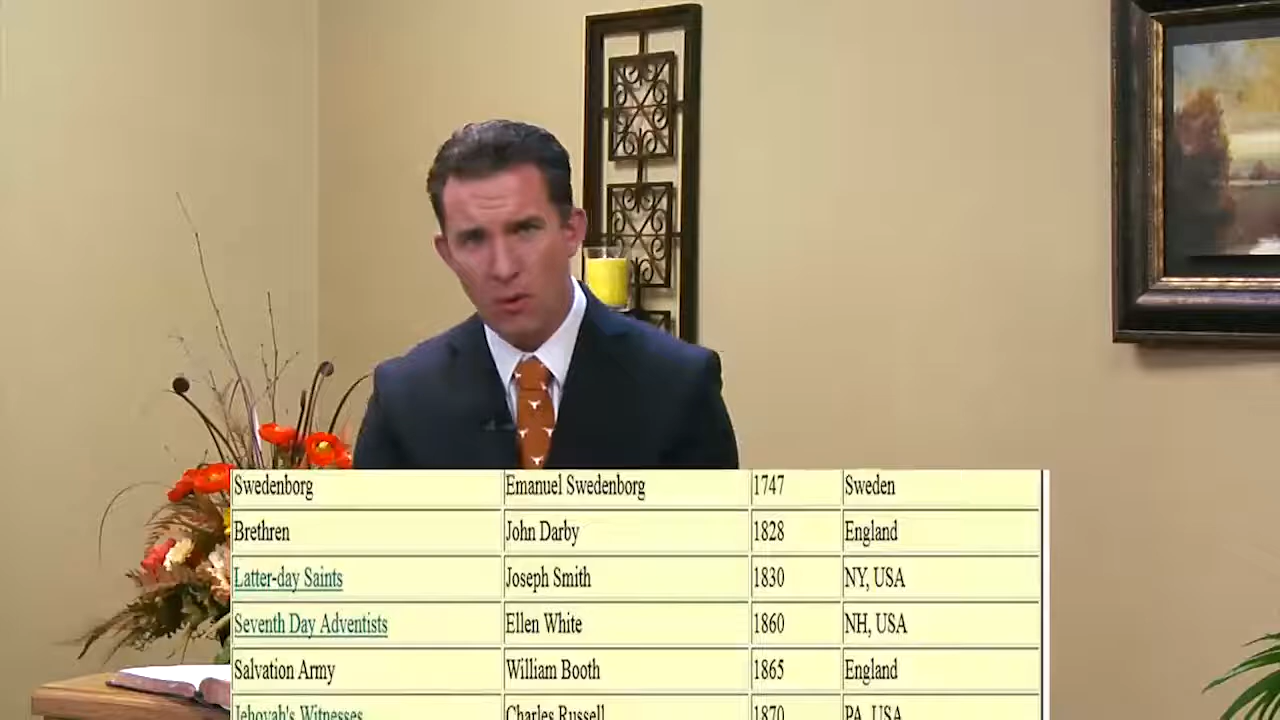 Swedenborg Emanuel Swedenborg 1747 Sweden
Brethren John Darby 1828 England
Latter-day Saints Joseph Smith 1830 NY, USA
Seventh Day Adventists Ellen White 1860 NH, USA
Salvation Army William Booth 1865 England
Jehovah's Witnesses Charles Russell 1870 PA, USA